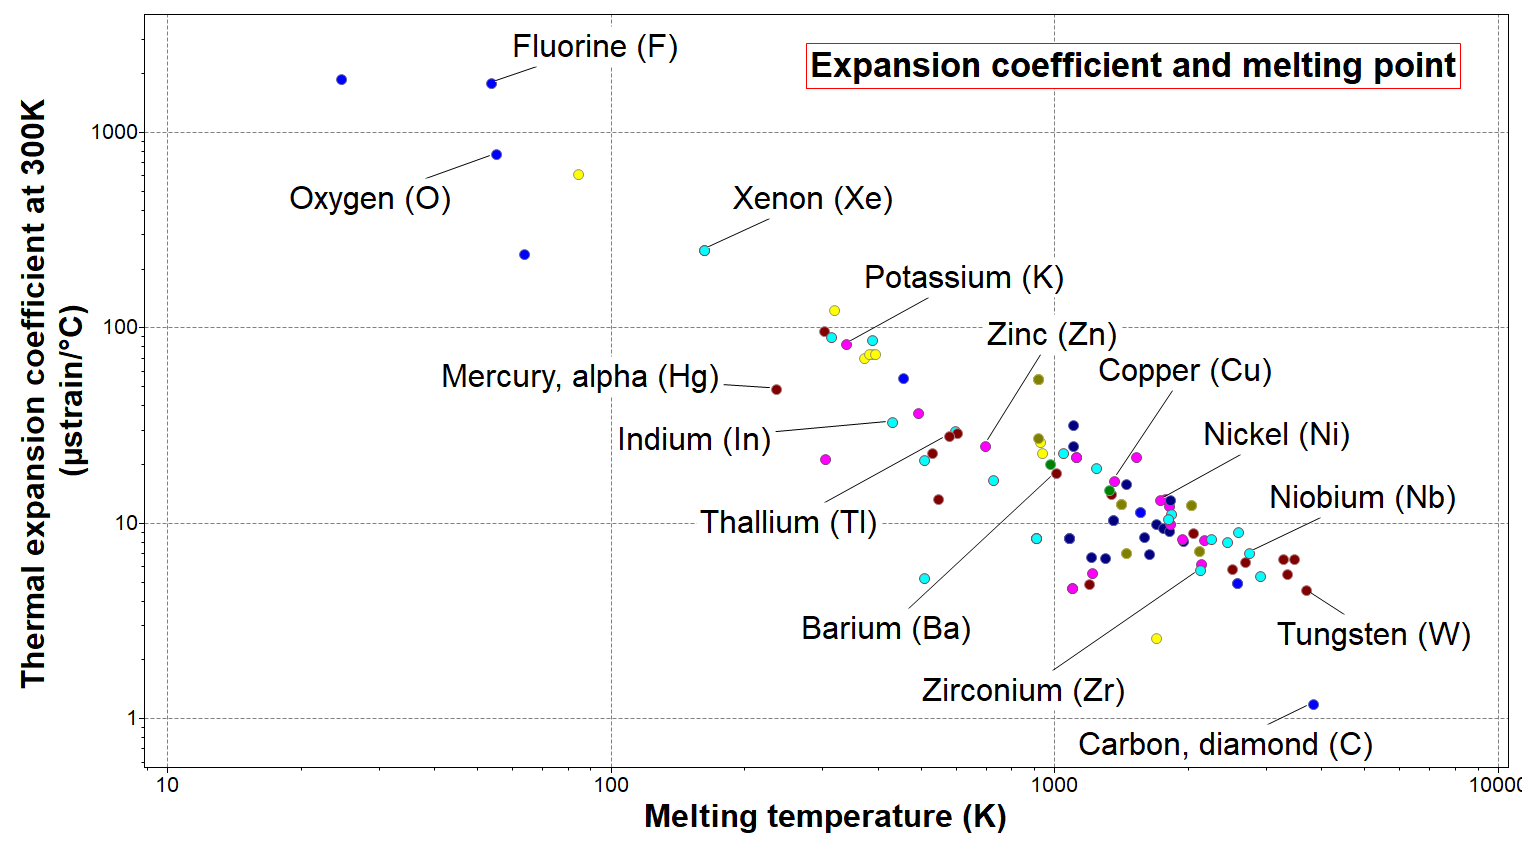 Expansion coefficient and melting point
Fluorine (F)
Oxygen (O)
Xenon (Xe)
Potassium (K)
Zinc (Zn)
Mercury, alpha (Hg)
Copper (Cu)
Indium (In)
Nickel (Ni)
Niobium (Nb)
Thallium (Tl)
Barium (Ba)
Tungsten (W)
Zirconium (Zr)
Carbon, diamond (C)
Thermal expansion coefficient at 300K
(µstrain/°C)
1000
100
10
1
10
100
1000
10000
Melting temperature (K)